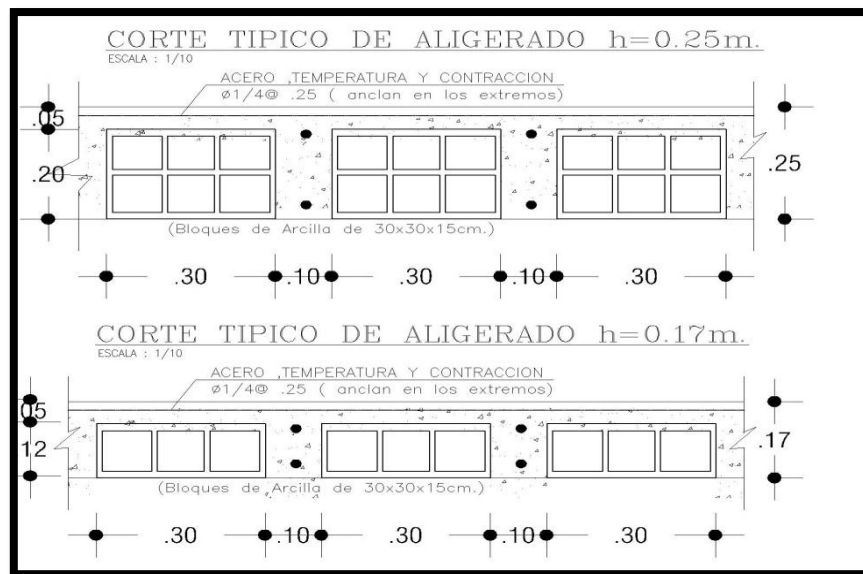 CORTE TIPICO DE ALIGERADO h=0.25m.
ESCALA : 1/10
ACERO ,TEMPERATURA Y CONTRACCION
ø1/4@ .25 ( anclan en los extremos)
.05
.20
.25
(Bloques de Arcilla de 30x30x15cm.)
.30 .10 .30 .10 .30
CORTE TIPICO DE ALIGERADO h=0.17m.
ESCALA : 1/10
ACERO ,TEMPERATURA Y CONTRACCION
ø1/4@ .25 ( anclan en los extremos)
05
12
.17
(Bloques de Arcilla de 30x30x15cm.)
.30 .10 .30 .10 .30